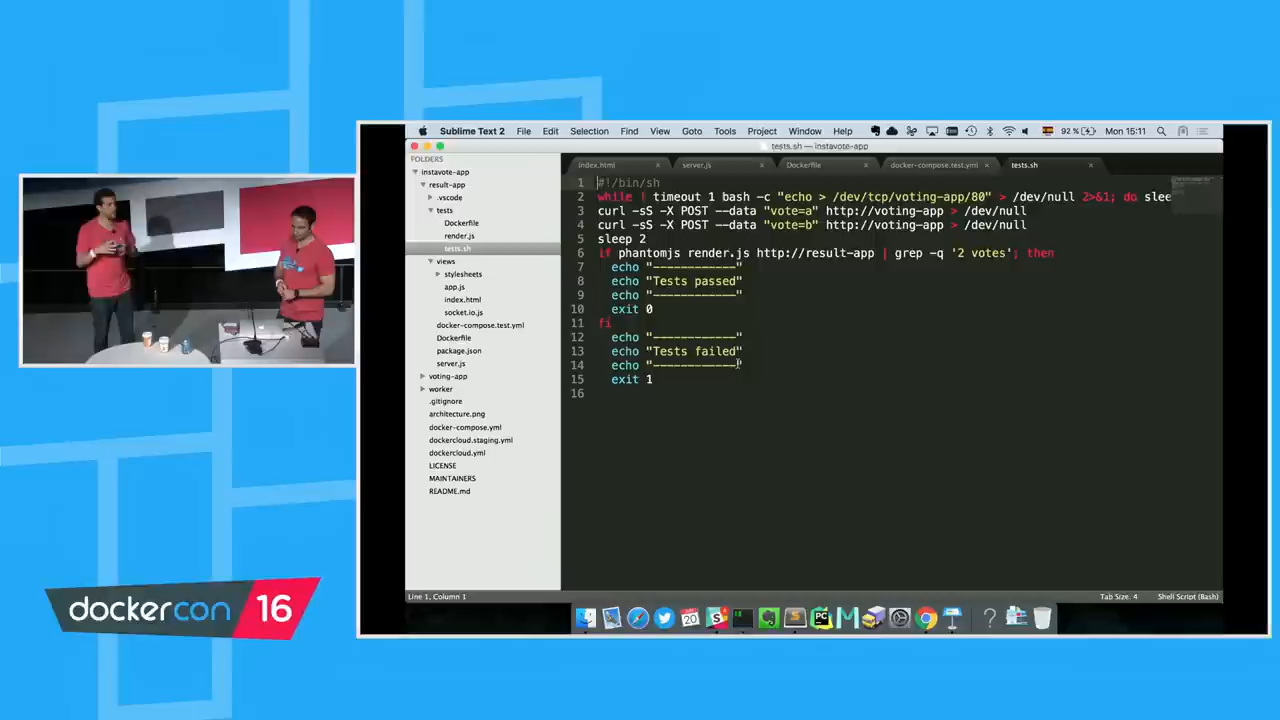 Sublime Text 2 File Edit Selection Find View Goto Tools Project Window Help 92% Mon 15:11
tests.sh — instavote-app
FOLDERS
instavote-app
result-app
.vscode
tests
Dockerfile
render.js
tests.sh
views
stylesheets
app.js
index.html
socket.io.js
docker-compose.test.yml
Dockerfile
package.json
server.js
voting-app
worker
.gitignore
architecture.png
docker-compose.yml
dockercloud.staging.yml
dockercloud.yml
LICENSE
MAINTAINERS
README.md
index.html server.js Dockerfile docker-compose.test.yml tests.sh
1 #!/bin/sh
2 while ! timeout 1 bash -c "echo > /dev/tcp/voting-app/80" > /dev/null 2>&1; do slee
3 curl -sS -X POST --data "vote=a" http://voting-app > /dev/null
4 curl -sS -X POST --data "vote=b" http://voting-app > /dev/null
5 sleep 2
6 if phantomjs render.js http://result-app | grep -q '2 votes'; then
7 echo "------------"
8 echo "Tests passed"
9 echo "------------"
10 exit 0
11 fi
12 echo "------------"
13 echo "Tests failed"
14 echo "------------"
15 exit 1
16
Line 1, Column 1 Tab Size: 4 Shell Script (Bash)
20
PC
dockercon 16